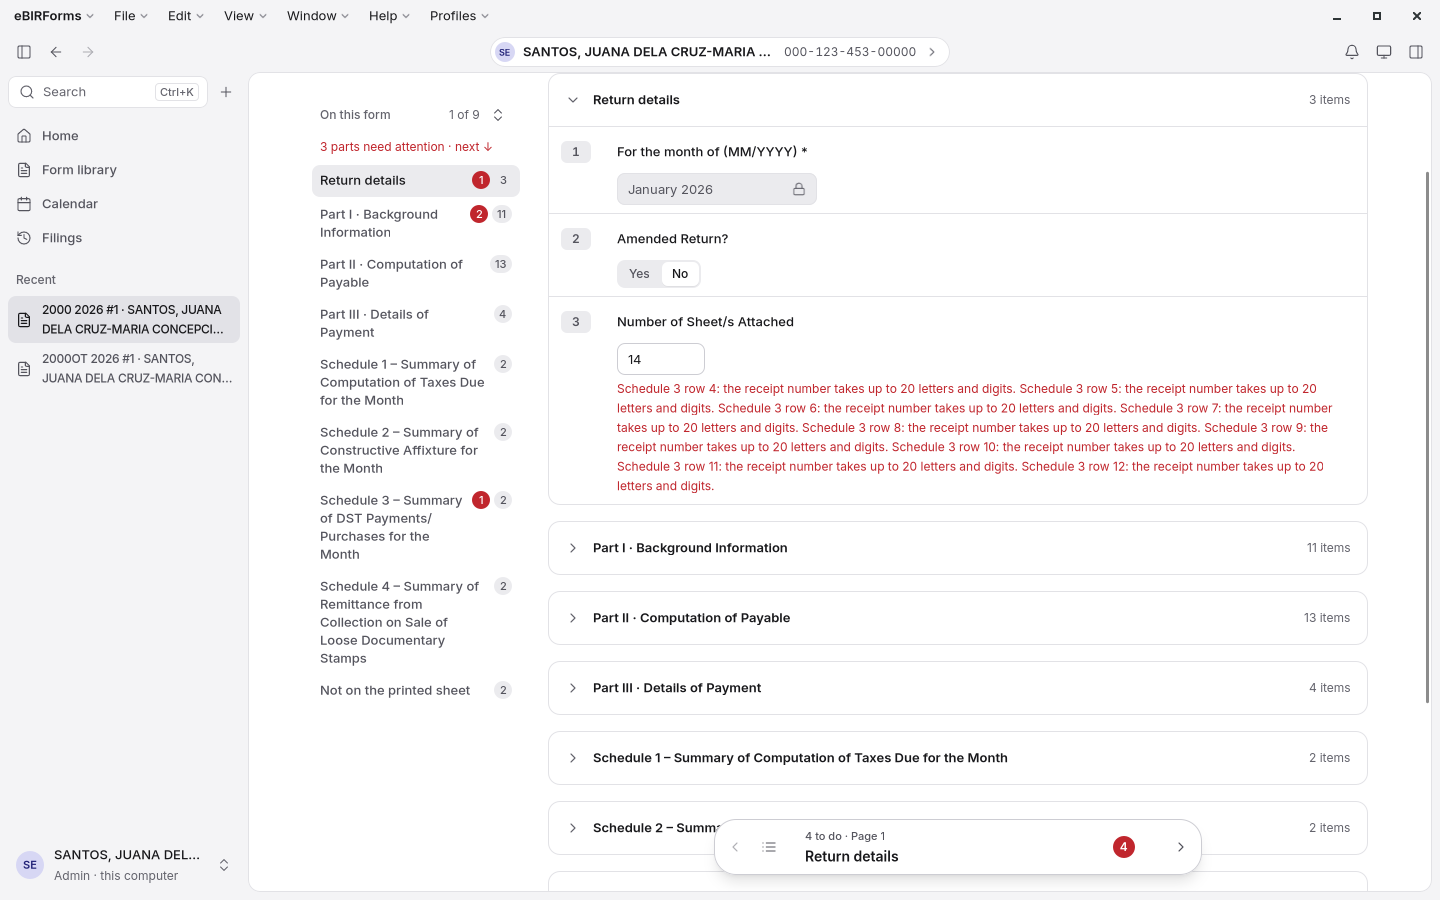 eBIRForms File Edit View Window Help Profiles
SE SANTOS, JUANA DELA CRUZ-MARIA ... 000-123-453-00000
Search Ctrl+K
Home
Form library
Calendar
Filings
Recent
2000 2026 #1 · SANTOS, JUANA
DELA CRUZ-MARIA CONCEPCI...
2000OT 2026 #1 · SANTOS,
JUANA DELA CRUZ-MARIA CON...
SE SANTOS, JUANA DEL...
Admin · this computer
On this form 1 of 9
3 parts need attention · next ↓
Return details 1 3
Part I · Background 2 11
Information
Part II · Computation of 13
Payable
Part III · Details of 4
Payment
Schedule 1 – Summary of 2
Computation of Taxes Due
for the Month
Schedule 2 – Summary of 2
Constructive Affixture for
the Month
Schedule 3 – Summary 1 2
of DST Payments/
Purchases for the
Month
Schedule 4 – Summary of 2
Remittance from
Collection on Sale of
Loose Documentary
Stamps
Not on the printed sheet 2
Return details 3 items
1 For the month of (MM/YYYY) *
January 2026
2 Amended Return?
Yes No
3 Number of Sheet/s Attached
14
Schedule 3 row 4: the receipt number takes up to 20 letters and digits. Schedule 3 row 5: the receipt number takes up to 20
letters and digits. Schedule 3 row 6: the receipt number takes up to 20 letters and digits. Schedule 3 row 7: the receipt number
takes up to 20 letters and digits. Schedule 3 row 8: the receipt number takes up to 20 letters and digits. Schedule 3 row 9: the
receipt number takes up to 20 letters and digits. Schedule 3 row 10: the receipt number takes up to 20 letters and digits.
Schedule 3 row 11: the receipt number takes up to 20 letters and digits. Schedule 3 row 12: the receipt number takes up to 20
letters and digits.
Part I · Background Information 11 items
Part II · Computation of Payable 13 items
Part III · Details of Payment 4 items
Schedule 1 – Summary of Computation of Taxes Due for the Month 2 items
Schedule 2 – Summa 2 items
4 to do · Page 1
Return details 4